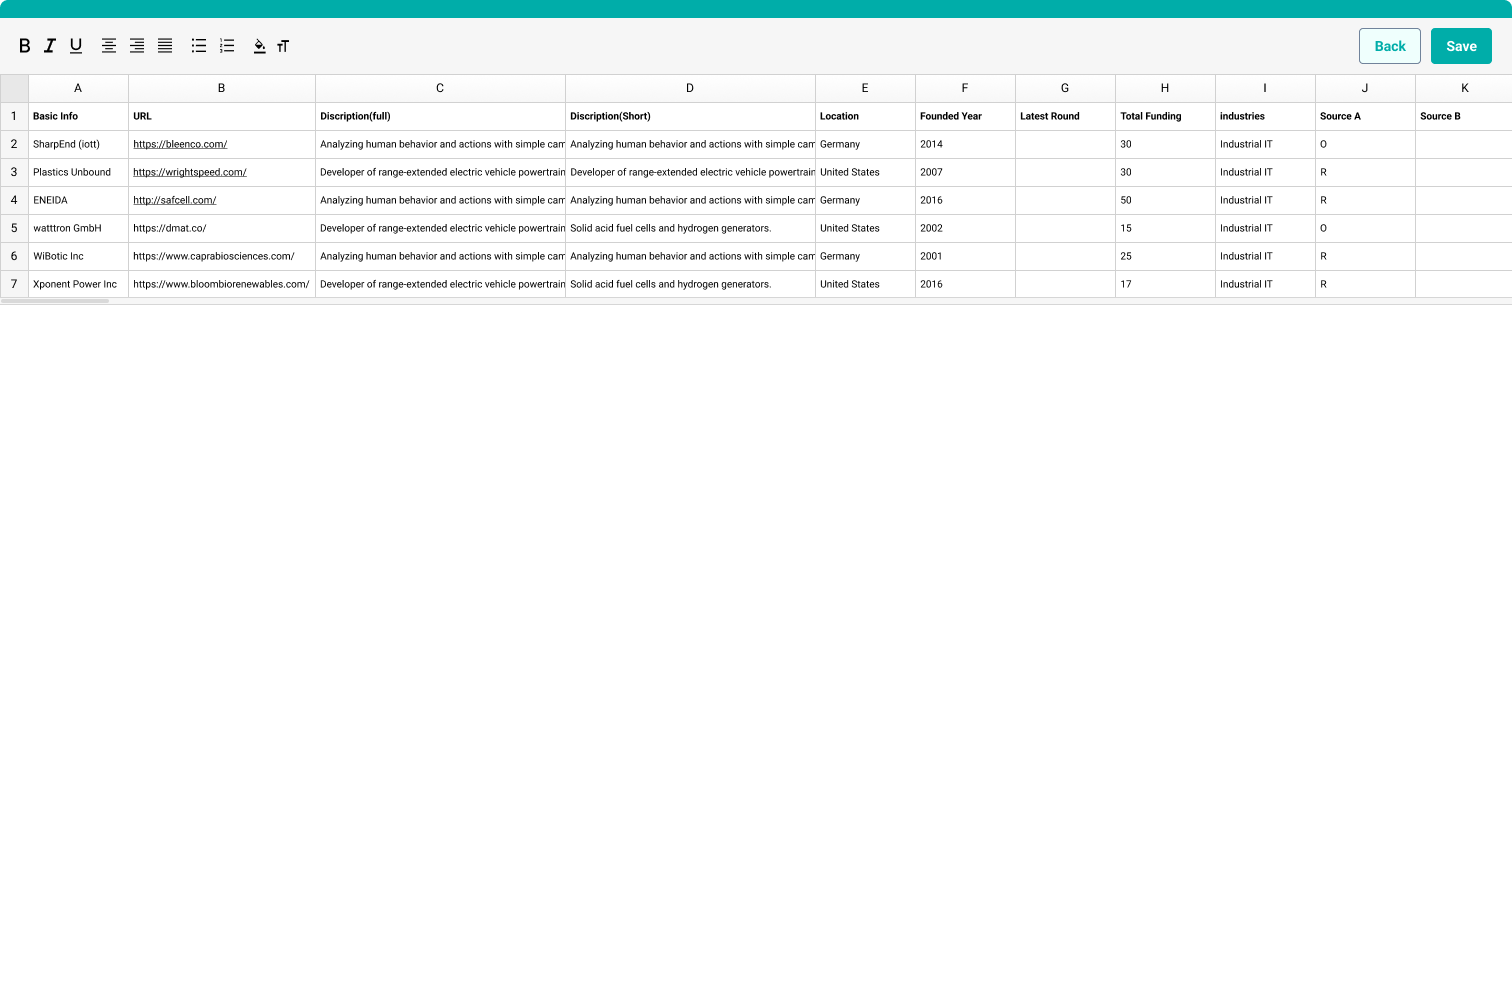 B I U Back Save
A B C D E F G H I J K
1 Basic Info URL Discription(full) Discription(Short) Location Founded Year Latest Round Total Funding industries Source A Source B
2 SharpEnd (iott) https://bleenco.com/ Analyzing human behavior and actions with simple cam Analyzing human behavior and actions with simple cam Germany 2014 30 Industrial IT O
3 Plastics Unbound https://wrightspeed.com/ Developer of range-extended electric vehicle powertrain Developer of range-extended electric vehicle powertrain United States 2007 30 Industrial IT R
4 ENEIDA http://safcell.com/ Analyzing human behavior and actions with simple cam Analyzing human behavior and actions with simple cam Germany 2016 50 Industrial IT R
5 watttron GmbH https://dmat.co/ Developer of range-extended electric vehicle powertrain Solid acid fuel cells and hydrogen generators. United States 2002 15 Industrial IT O
6 WiBotic Inc https://www.caprabiosciences.com/ Analyzing human behavior and actions with simple cam Analyzing human behavior and actions with simple cam Germany 2001 25 Industrial IT R
7 Xponent Power Inc https://www.bloombiorenewables.com/ Developer of range-extended electric vehicle powertrain Solid acid fuel cells and hydrogen generators. United States 2016 17 Industrial IT R